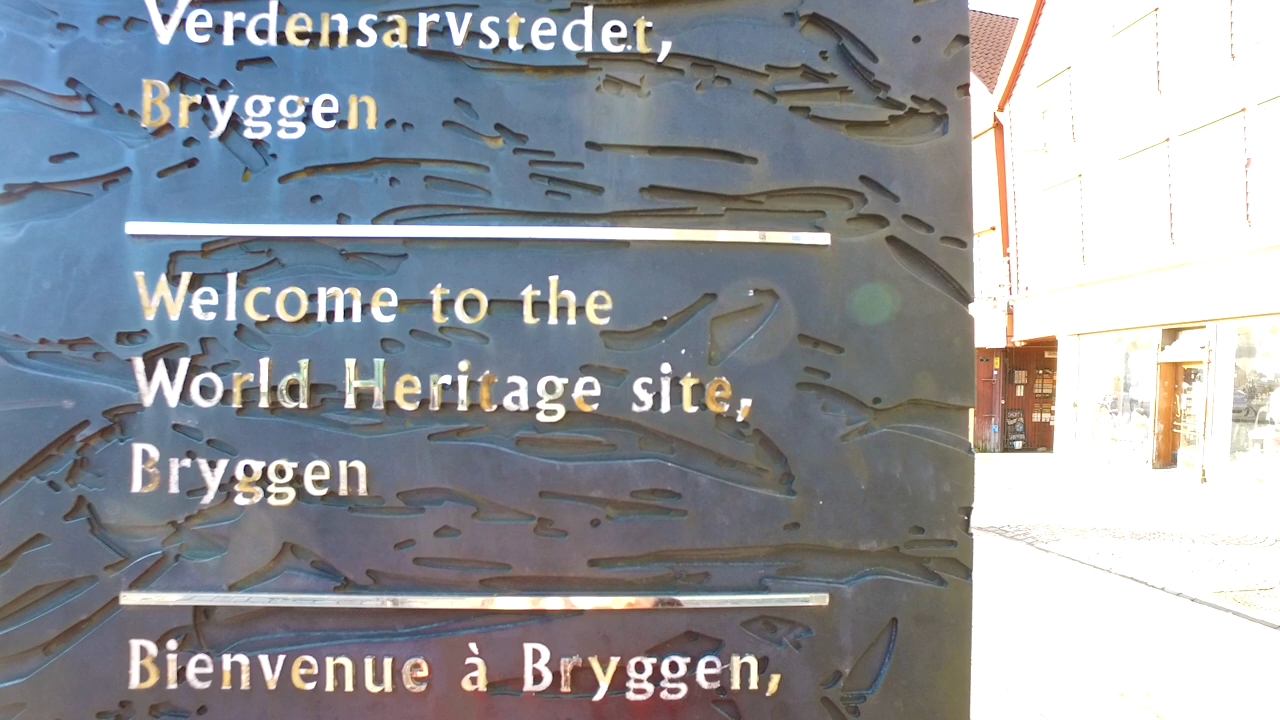 Verdensarvstedet,
Bryggen
Welcome to the
World Heritage site,
Bryggen
Bienvenue à Bryggen,